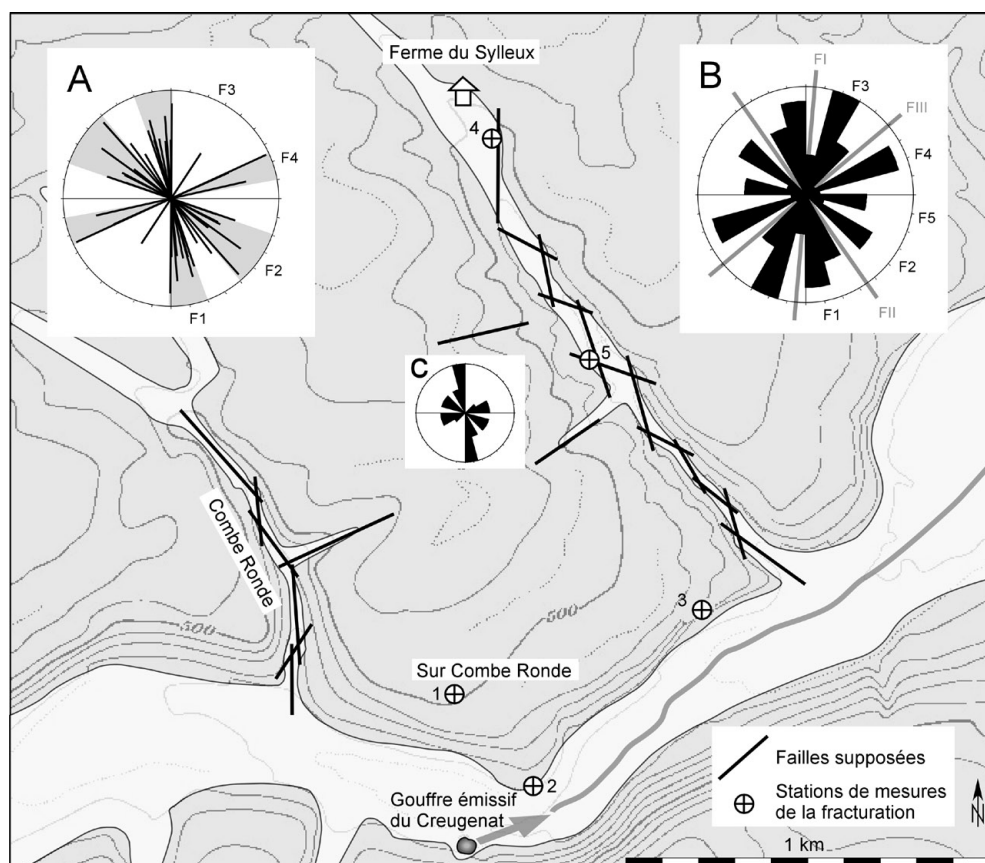 Ferme du Sylleux
A
F3
F4
F2
F1
B
FI
F3
FIII
F4
F5
F2
FII
F1
4
5
C
Combe Ronde
500
500
3
Sur Combe Ronde
1
2
Gouffre émissif
du Creugenat
Failles supposées
Stations de mesures
de la fracturation
N
1 km